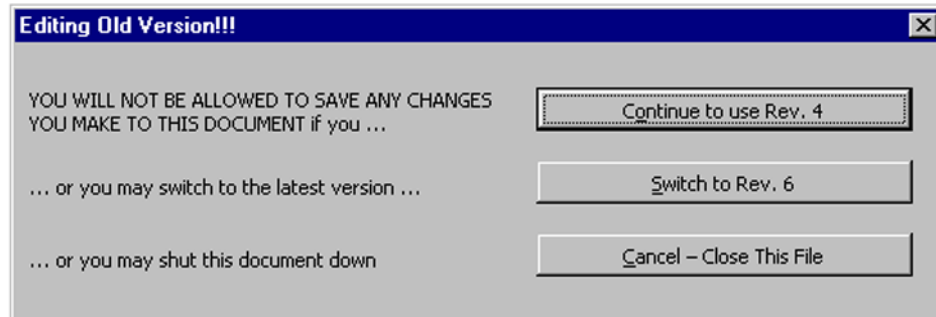 Editing Old Version!!!
YOU WILL NOT BE ALLOWED TO SAVE ANY CHANGES
YOU MAKE TO THIS DOCUMENT if you ...
Continue to use Rev. 4
... or you may switch to the latest version ...
Switch to Rev. 6
... or you may shut this document down
Cancel – Close This File